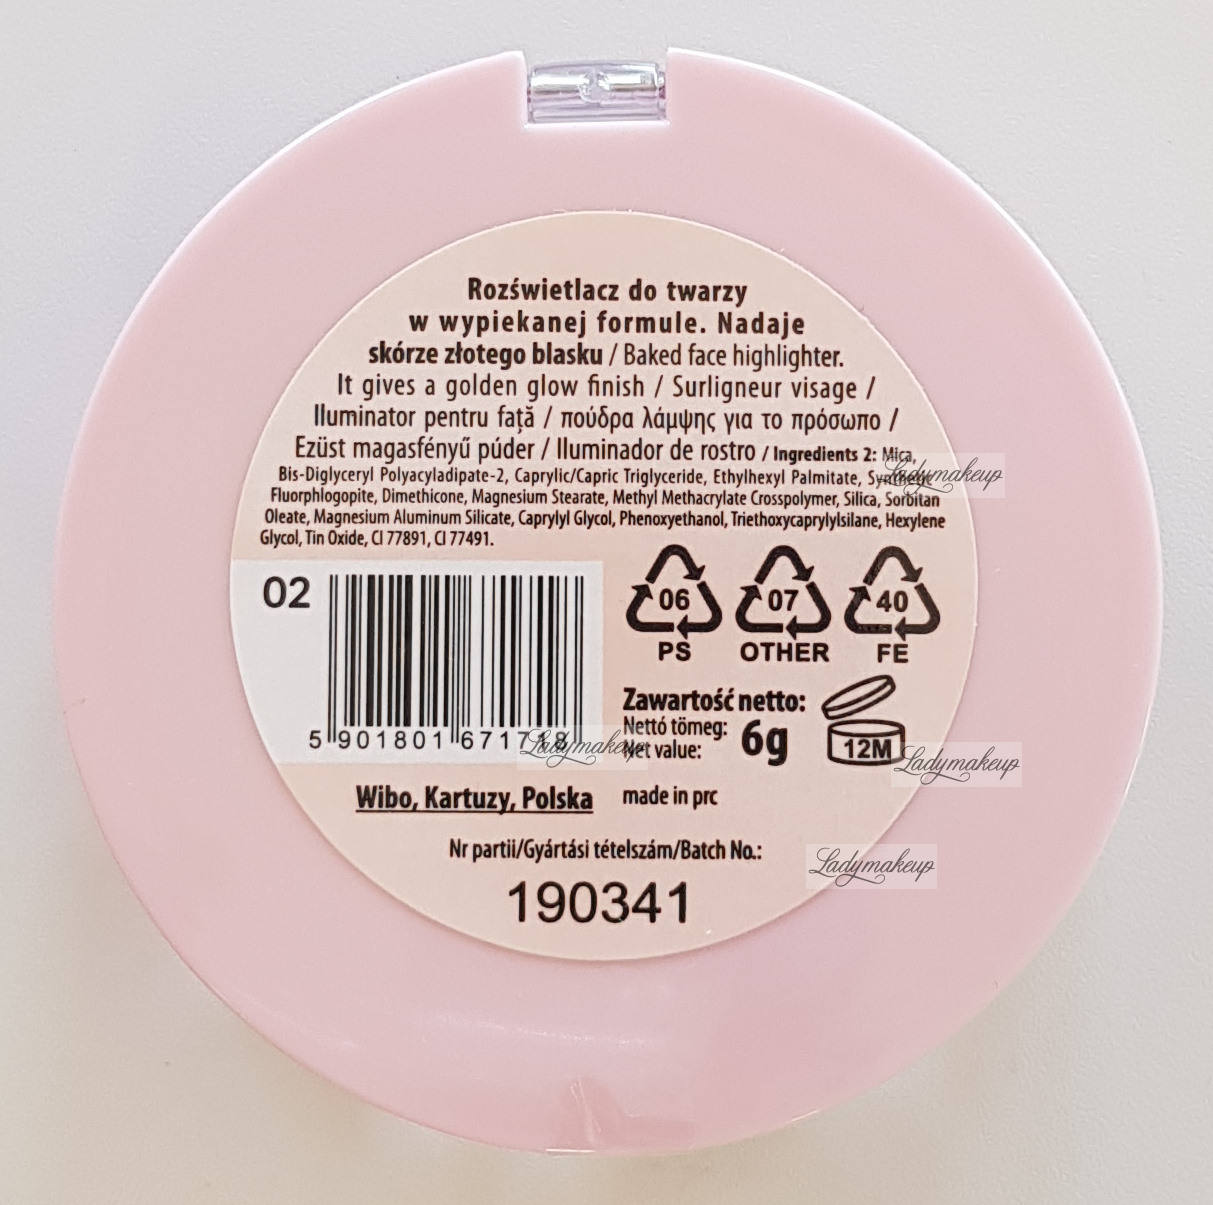 Rozświetlacz do twarzy
w wypiekanej formule. Nadaje
skórze złotego blasku / Baked face highlighter.
It gives a golden glow finish / Surligneur visage /
Iluminator pentru față / πούδρα λάμψης για το πρόσωπο /
Ezüst magasfényű púder / Iluminador de rostro / Ingredients 2: Mica,
Bis-Diglyceryl Polyacyladipate-2, Caprylic/Capric Triglyceride, Ethylhexyl Palmitate, Synthetic
Fluorphlogopite, Dimethicone, Magnesium Stearate, Methyl Methacrylate Crosspolymer, Silica, Sorbitan
Oleate, Magnesium Aluminum Silicate, Caprylyl Glycol, Phenoxyethanol, Triethoxycaprylylsilane, Hexylene
Glycol, Tin Oxide, CI 77891, CI 77491.
Ladymakeup
02
5 901801 671718
06 07 40
PS OTHER FE
Zawartość netto:
Nettó tömeg:
Net value: 6g
12M
Ladymakeup
Ladymakeup
Wibo, Kartuzy, Polska made in prc
Nr partii/Gyártási tételszám/Batch No.:
Ladymakeup
190341